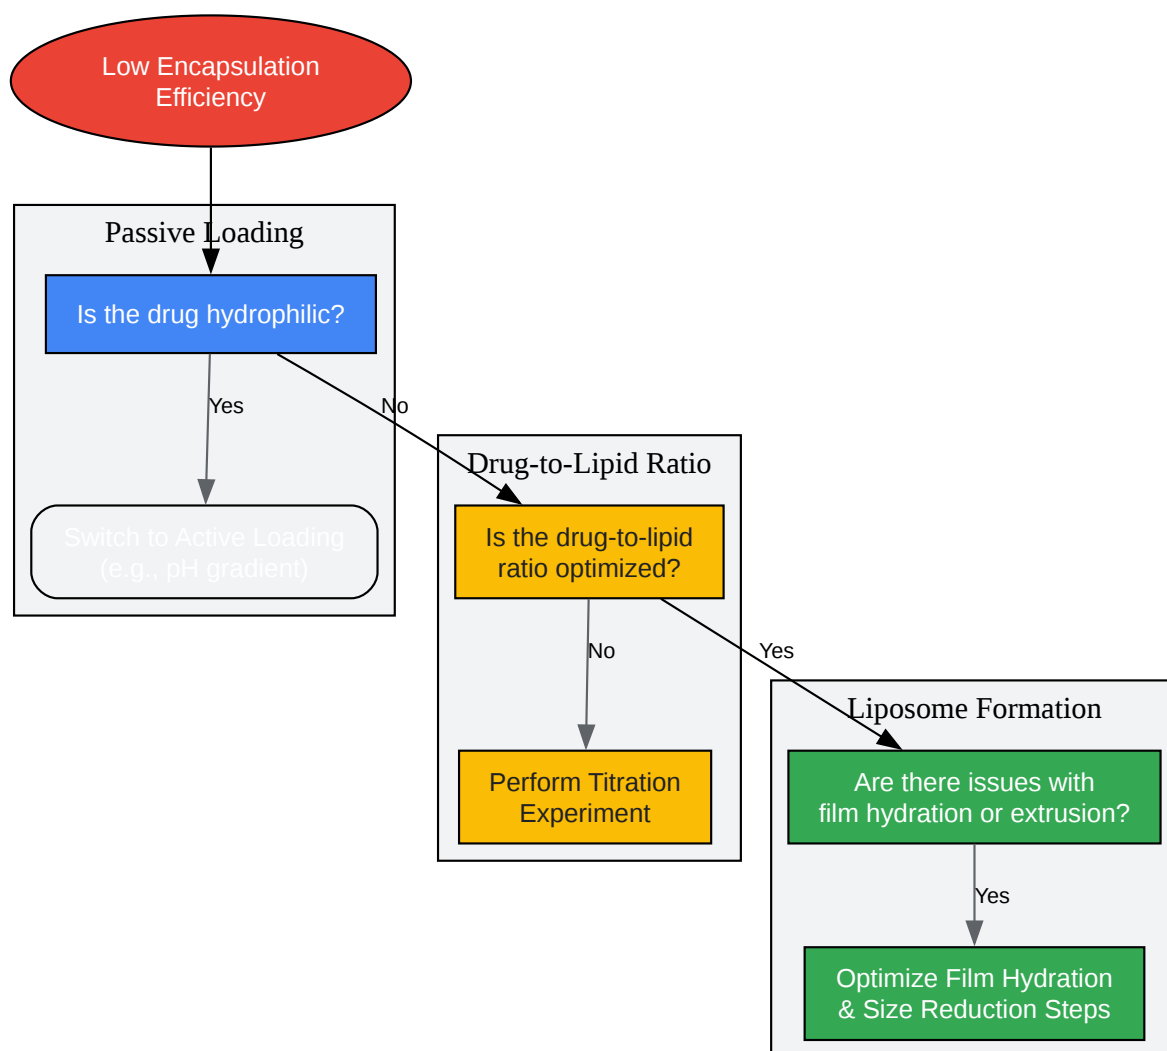 Low Encapsulation
Efficiency
Passive Loading
Is the drug hydrophilic?
Yes
No
Switch to Active Loading
(e.g., pH gradient)
Drug-to-Lipid Ratio
Is the drug-to-lipid
ratio optimized?
No
Yes
Perform Titration
Experiment
Liposome Formation
Are there issues with
film hydration or extrusion?
Yes
Optimize Film Hydration
& Size Reduction Steps